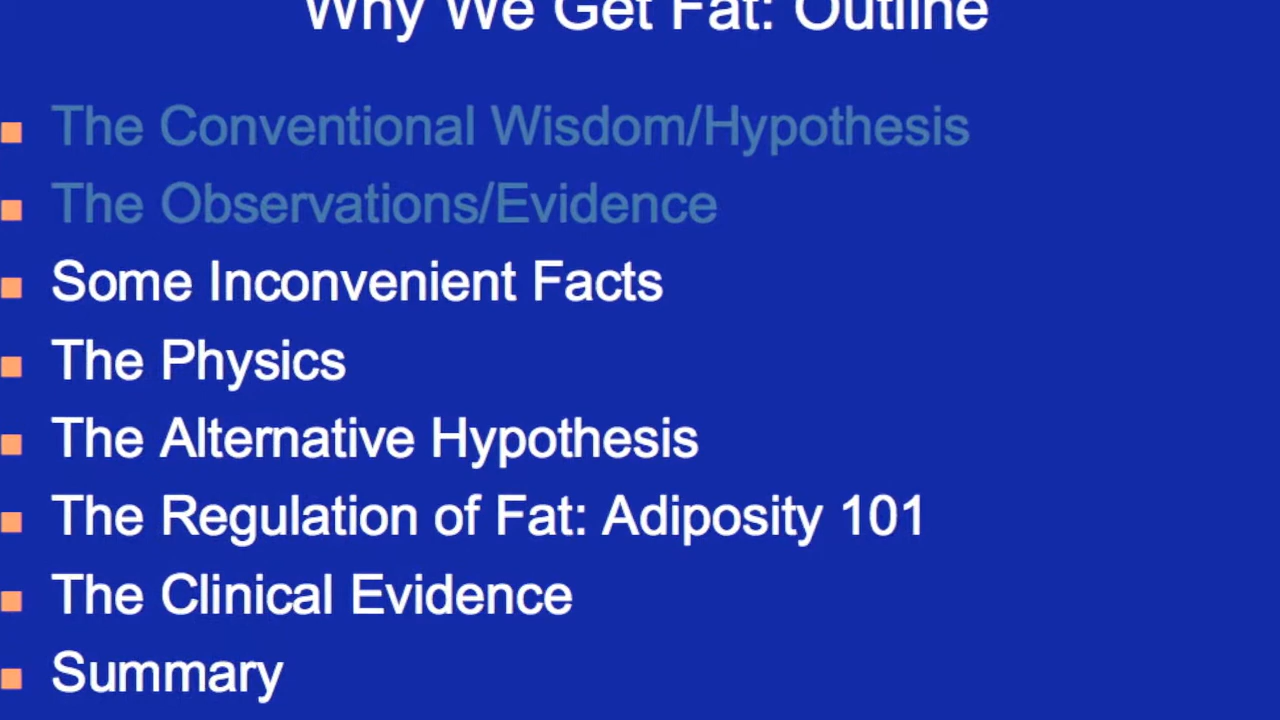 Why We Get Fat: Outline
The Conventional Wisdom/Hypothesis
The Observations/Evidence
Some Inconvenient Facts
The Physics
The Alternative Hypothesis
The Regulation of Fat: Adiposity 101
The Clinical Evidence
Summary